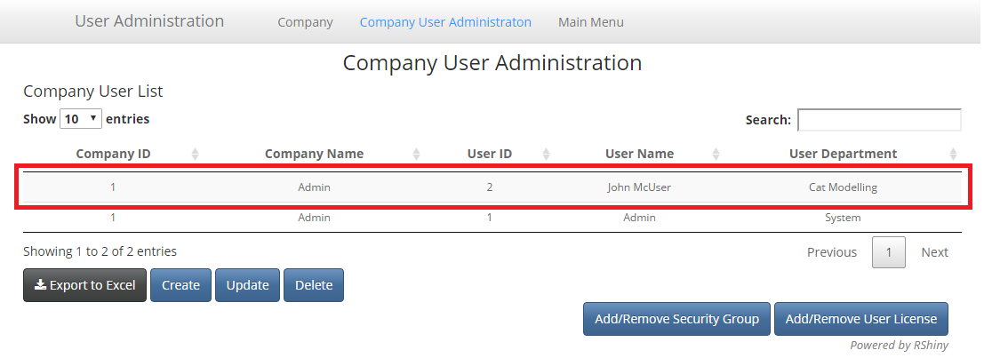 User Administration Company Company User Administraton Main Menu
Company User Administration
Company User List
Show 10 entries Search:
Company ID Company Name User ID User Name User Department
1 Admin 2 John McUser Cat Modelling
1 Admin 1 Admin System
Showing 1 to 2 of 2 entries Previous 1 Next
Export to Excel Create Update Delete
Add/Remove Security Group Add/Remove User License
Powered by RShiny